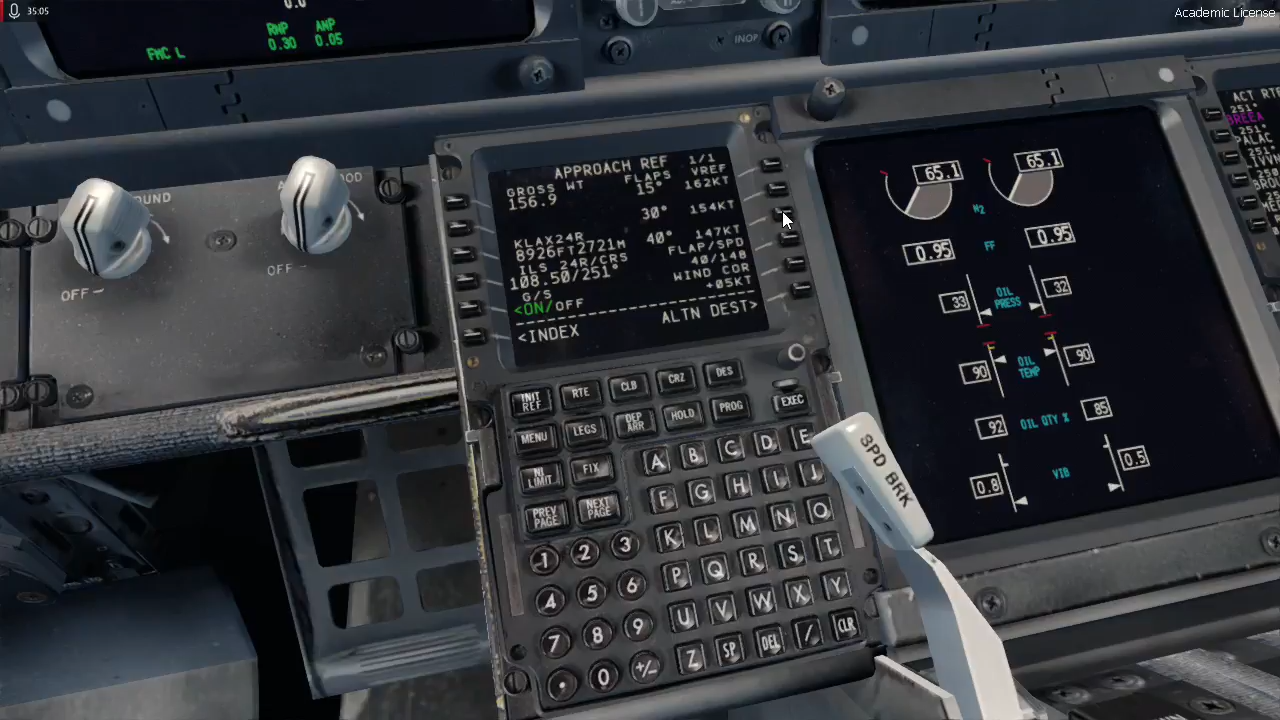 35:05
Academic License
0.0
RNP ANP
FMC L 0.30 0.05
INOP
OFF
OFF
APPROACH REF 1/1
GROSS WT FLAPS VREF
156.9 15° 162KT
30° 154KT
KLAX24R 40° 147KT
8926FT2721M FLAP/SPD
ILS 24R/CRS 40/148
108.50/251° WIND COR
G/S +05KT
<ON/OFF
<INDEX ALTN DEST>
INIT REF RTE CLB CRZ DES
MENU LEGS DEP ARR HOLD PROG EXEC
N1 LIMIT FIX
PREV PAGE NEXT PAGE
A B C D E
F G H I J
K L M N O
P Q R S T
U V W X Y
Z SP DEL / CLR
1 2 3
4 5 6
7 8 9
. 0 +/-
SPD BRK
65.1 N2 65.1
0.95 FF 0.95
33 OIL PRESS 32
90 OIL TEMP 90
92 OIL QTY % 85
0.8 VIB 0.5
ACT RTE
251°
251°
PALAC
251°